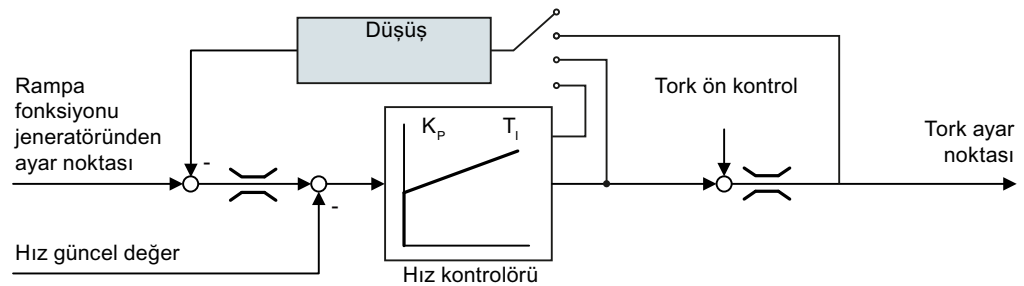 Düşüş
Rampa
fonksiyonu
jeneratöründen
ayar noktası
Tork ön kontrol
Tork ayar
noktası
K_P T_I
-
-
Hız güncel değer
Hız kontrolörü